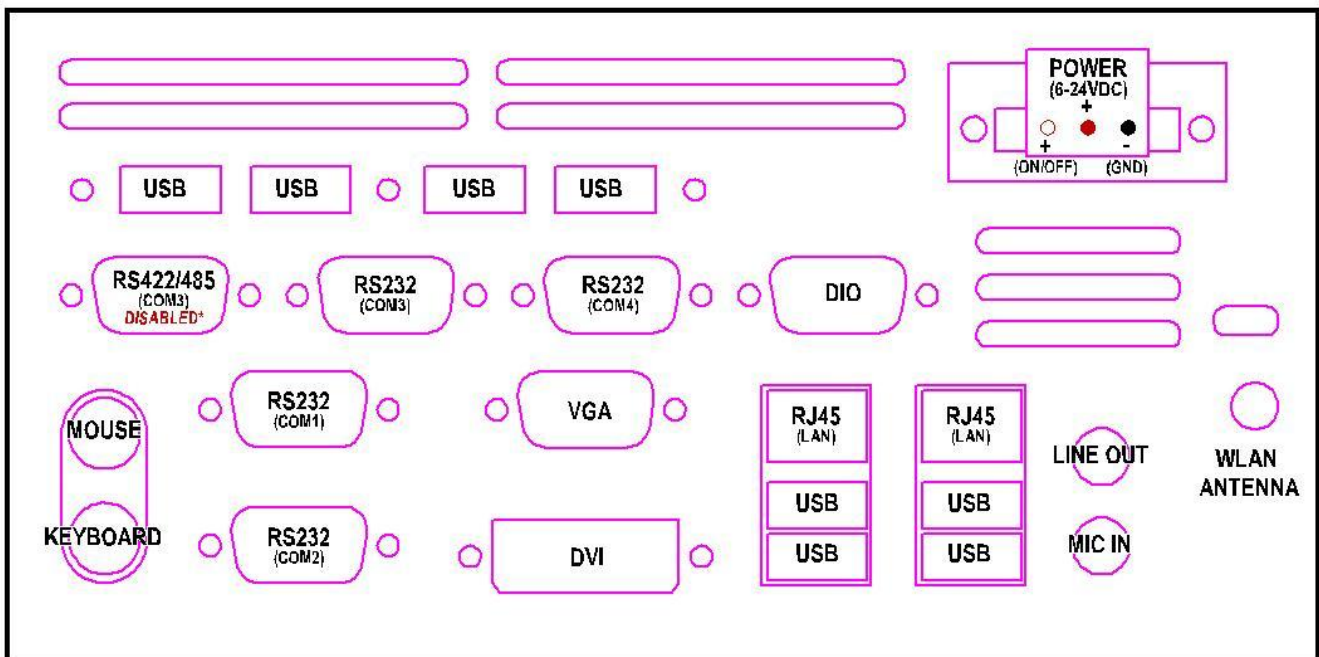 POWER
(6-24VDC)
+
+ -
(ON/OFF) (GND)
USB USB USB USB
RS422/485
(COM3)
DISABLED*
RS232
(COM3)
RS232
(COM4)
DIO
MOUSE
KEYBOARD
RS232
(COM1)
RS232
(COM2)
VGA
DVI
RJ45
(LAN)
USB
USB
RJ45
(LAN)
USB
USB
LINE OUT
MIC IN
WLAN
ANTENNA